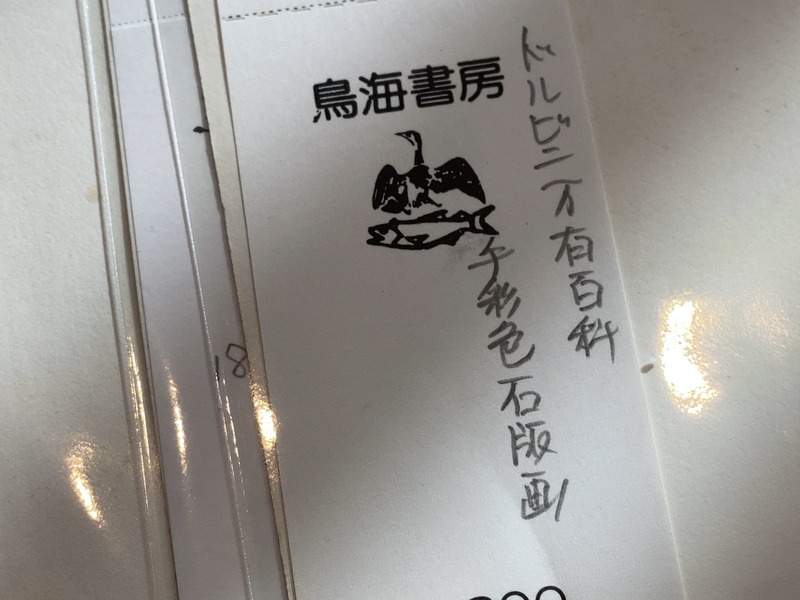 鳥海書房
ドルビニ万有百科
手彩色石版画
18